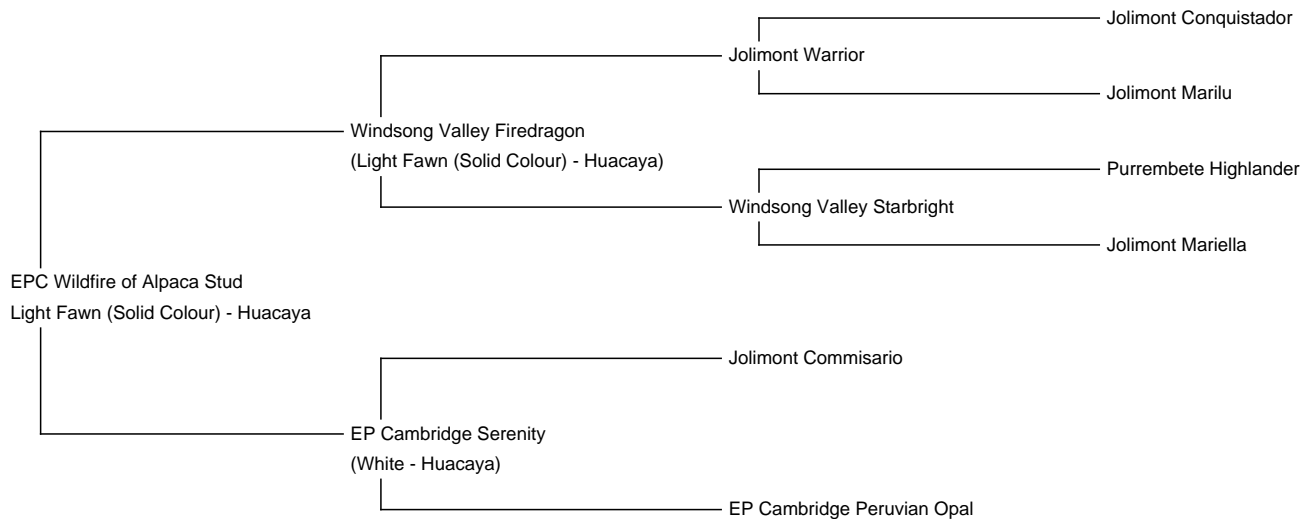 Jolimont Conquistador
Jolimont Warrior
Jolimont Marilu
Windsong Valley Firedragon
(Light Fawn (Solid Colour) - Huacaya)
Purrembete Highlander
Windsong Valley Starbright
Jolimont Mariella
EPC Wildfire of Alpaca Stud
Light Fawn (Solid Colour) - Huacaya
Jolimont Commisario
EP Cambridge Serenity
(White - Huacaya)
EP Cambridge Peruvian Opal